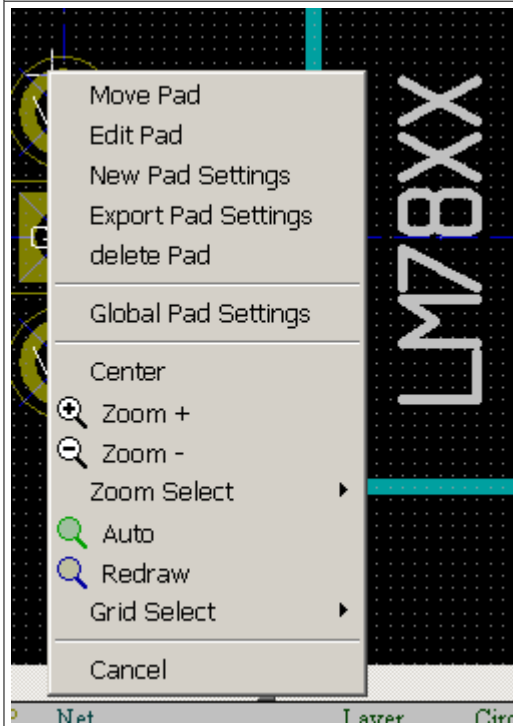 Move Pad
Edit Pad
New Pad Settings
Export Pad Settings
delete Pad
Global Pad Settings
Center
Zoom +
Zoom -
Zoom Select
Auto
Redraw
Grid Select
Cancel
LM78XX
Net
Layer